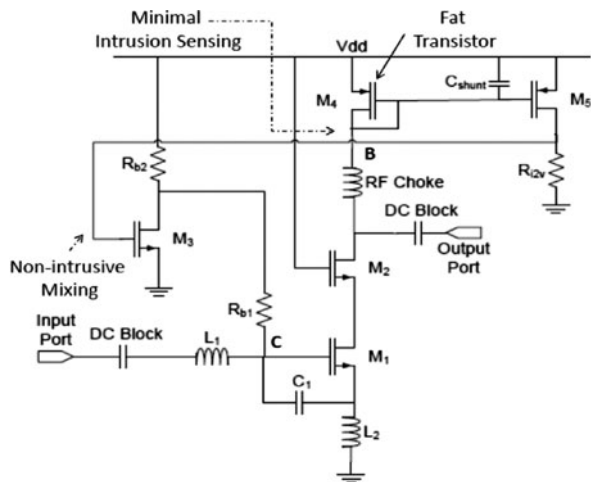 Minimal
Intrusion Sensing
Fat
Transistor
Vdd
M4
Cshunt
M5
B
Rb2
RF Choke
Ri2v
DC Block
M3
Output
Port
M2
Non-intrusive
Mixing
Rb1
Input
Port
DC Block
L1
C
M1
C1
L2